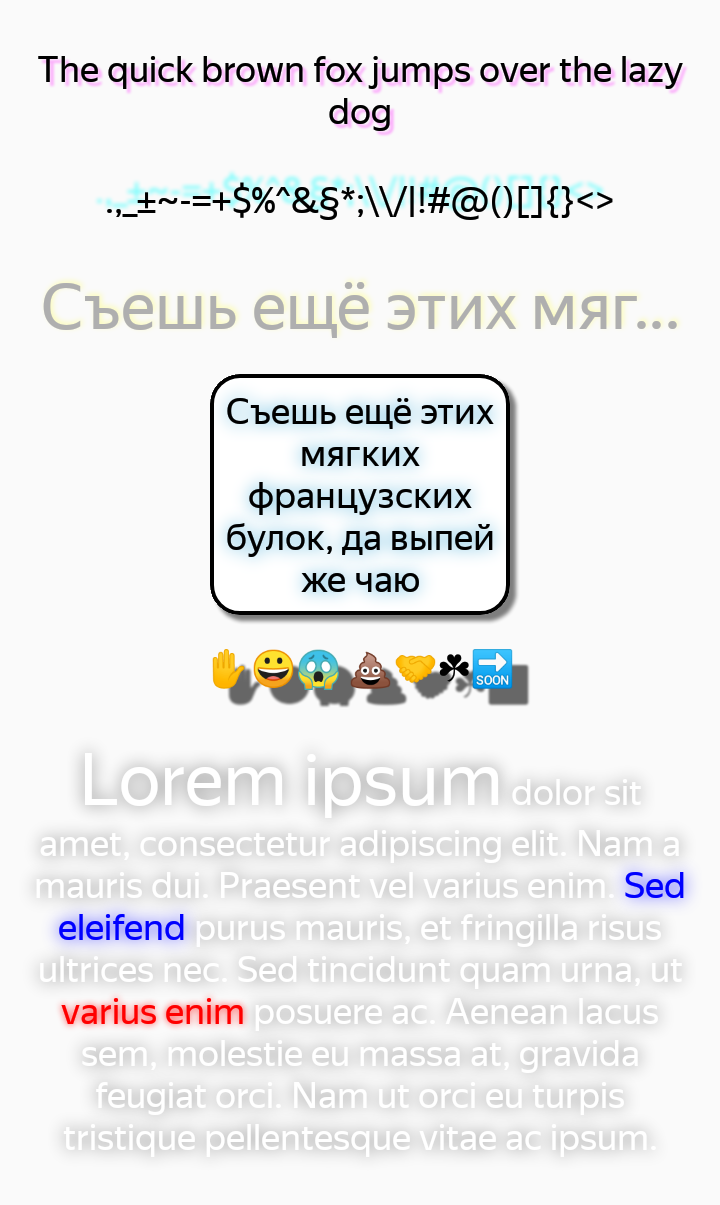 The quick brown fox jumps over the lazy
dog
.,_±~-=+$%^&§*;\\/|!#@()[]{}<>
Съешь ещё этих мяг...
Съешь ещё этих
мягких
французских
булок, да выпей
же чаю
✋😀😱💩🤝☘🔜
Lorem ipsum dolor sit
amet, consectetur adipiscing elit. Nam a
mauris dui. Praesent vel varius enim. Sed
eleifend purus mauris, et fringilla risus
ultrices nec. Sed tincidunt quam urna, ut
varius enim posuere ac. Aenean lacus
sem, molestie eu massa at, gravida
feugiat orci. Nam ut orci eu turpis
tristique pellentesque vitae ac ipsum.